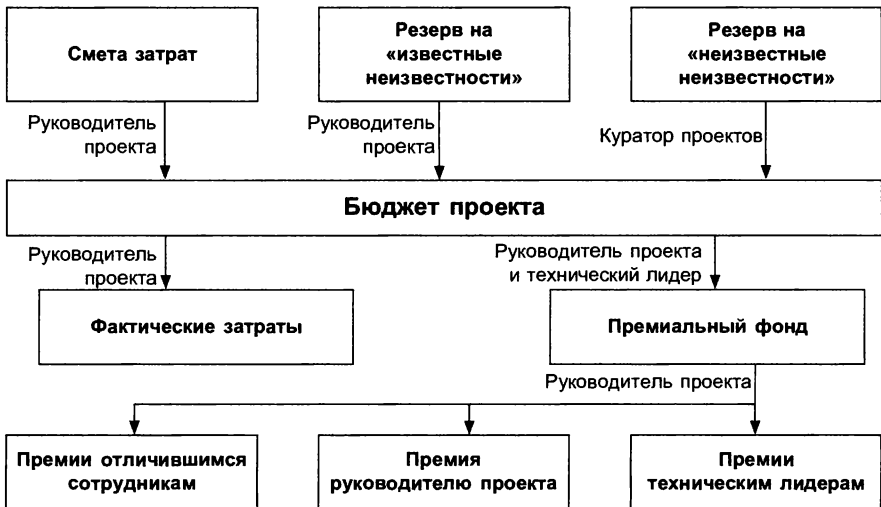 Смета затрат
Резерв на
«известные
неизвестности»
Резерв на
«неизвестные
неизвестности»
Руководитель
проекта
Руководитель
проекта
Куратор проектов
Бюджет проекта
Руководитель
проекта
Руководитель проекта
и технический лидер
Фактические затраты
Премиальный фонд
Руководитель проекта
Премии отличившимся
сотрудникам
Премия
руководителю проекта
Премии
техническим лидерам